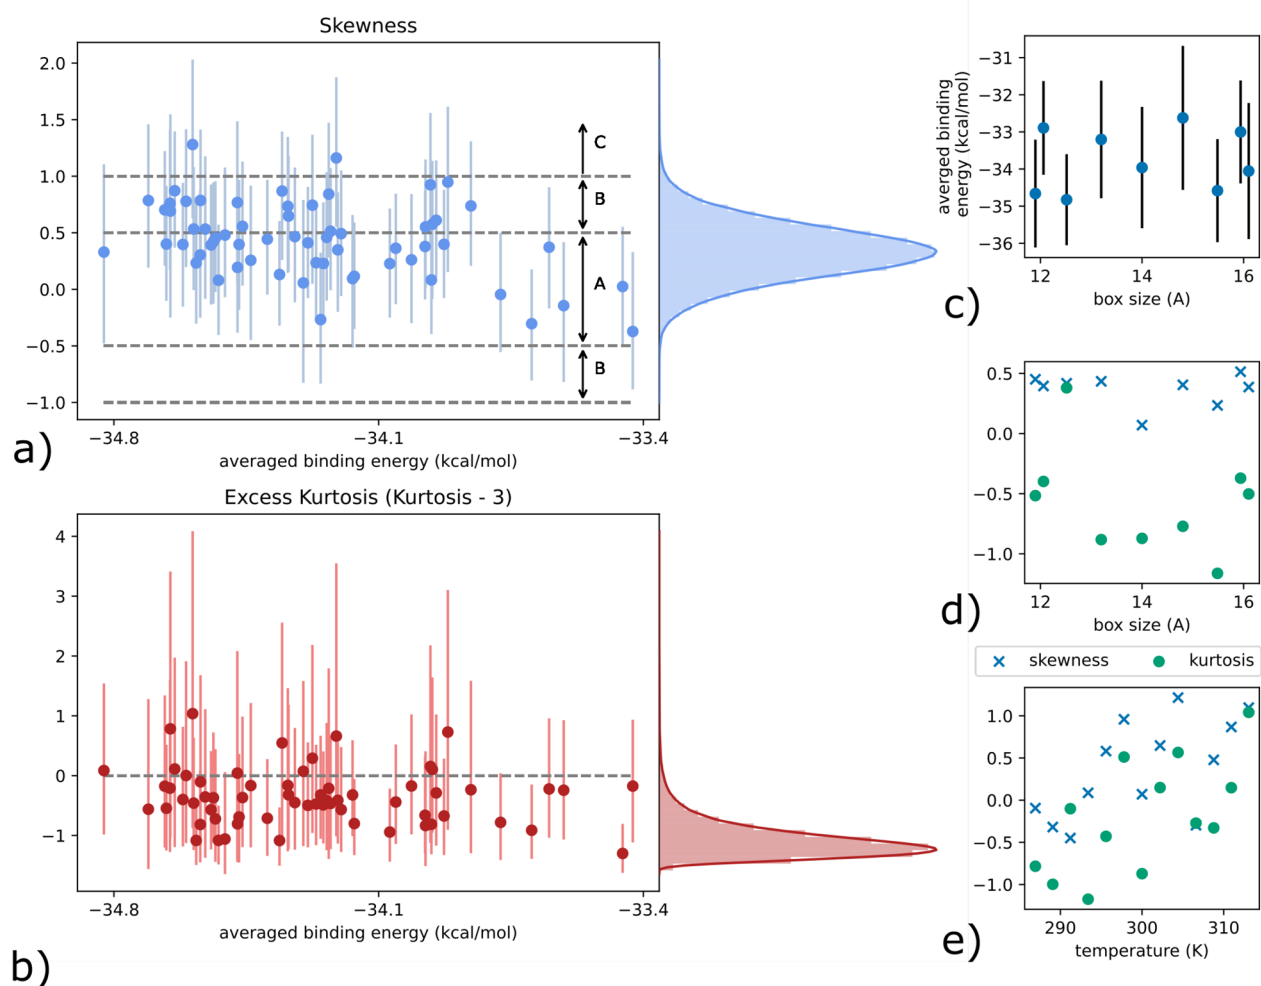 Skewness
2.0
1.5
1.0
0.5
0.0
−0.5
−1.0
C
B
A
B
−34.8
−34.1
−33.4
averaged binding energy (kcal/mol)
a)
Excess Kurtosis (Kurtosis - 3)
4
3
2
1
0
−1
−34.8
−34.1
−33.4
averaged binding energy (kcal/mol)
b)
averged binding
energy (kcal/mol)
−31
−32
−33
−34
−35
−36
12
14
16
box size (A)
c)
0.5
0.0
−0.5
−1.0
12
14
16
box size (A)
d)
skewness
kurtosis
1.0
0.5
0.0
−0.5
−1.0
290
300
310
temperature (K)
e)